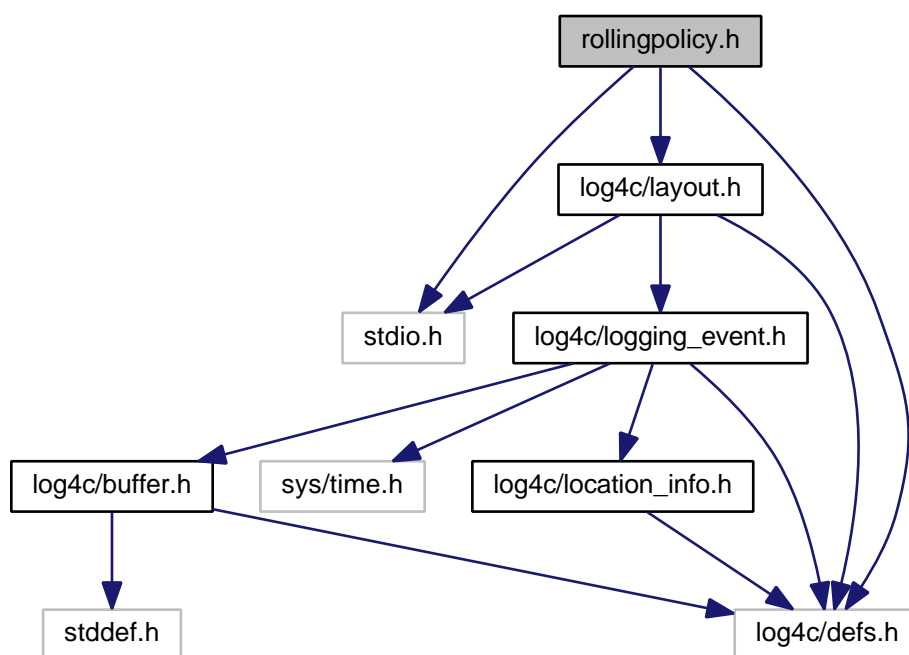 rollingpolicy.h
log4c/layout.h
stdio.h
log4c/logging_event.h
log4c/buffer.h
sys/time.h
log4c/location_info.h
stddef.h
log4c/defs.h